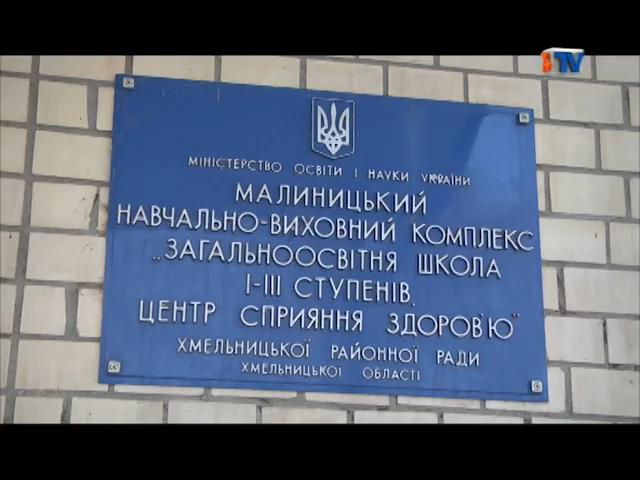 TV
МІНІСТЕРСТВО ОСВІТИ І НАУКИ УКРАЇНИ
МАЛИНИЦЬКИЙ
НАВЧАЛЬНО-ВИХОВНИЙ КОМПЛЕКС
„ЗАГАЛЬНООСВІТНЯ ШКОЛА
І-ІІІ СТУПЕНІВ.
ЦЕНТР СПРИЯННЯ ЗДОРОВ'Ю"
ХМЕЛЬНИЦЬКОЇ РАЙОННОЇ РАДИ
ХМЕЛЬНИЦЬКОЇ ОБЛАСТІ